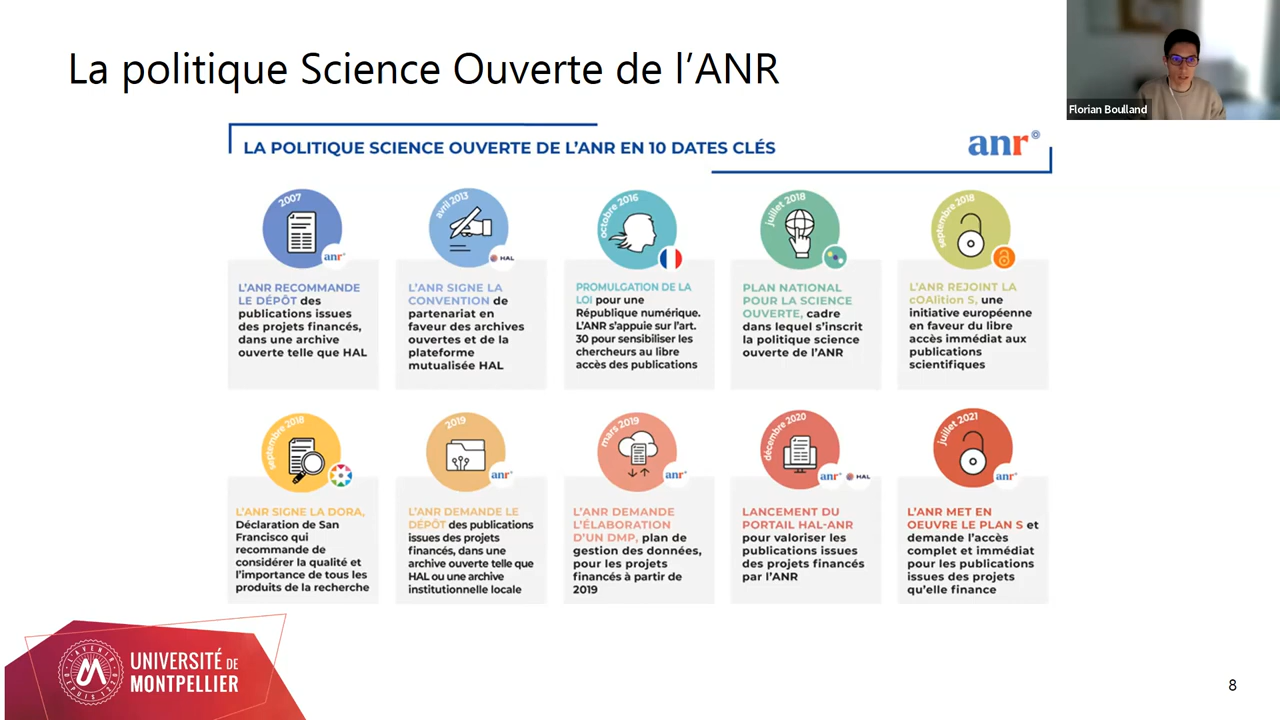 La politique Science Ouverte de l'ANR
Florian Boulland
LA POLITIQUE SCIENCE OUVERTE DE L'ANR EN 10 DATES CLÉS
anr
2007
anr
L'ANR RECOMMANDE
LE DÉPÔT des
publications issues
des projets financés,
dans une archive
ouverte telle que HAL
avril 2013
HAL
L'ANR SIGNE LA
CONVENTION de
partenariat en
faveur des archives
ouvertes et de la
plateforme
mutualisée HAL
octobre 2016
PROMULGATION DE LA
LOI pour une
République numérique.
L'ANR s'appuie sur l'art.
30 pour sensibiliser les
chercheurs au libre
accès des publications
juillet 2018
PLAN NATIONAL
POUR LA SCIENCE
OUVERTE, cadre
dans lequel s'inscrit
la politique science
ouverte de l'ANR
septembre 2018
L'ANR REJOINT LA
cOAlition S, une
initiative européenne
en faveur du libre
accès immédiat aux
publications
scientifiques
septembre 2018
L'ANR SIGNE LA DORA,
Déclaration de San
Francisco qui
recommande de
considérer la qualité et
l'importance de tous les
produits de la recherche
2019
anr
L'ANR DEMANDE LE
DÉPÔT des publications
issues des projets
financés, dans une
archive ouverte telle que
HAL ou une archive
institutionnelle locale
mars 2019
anr
L'ANR DEMANDE
L'ÉLABORATION
D'UN DMP, plan de
gestion des données,
pour les projets
financés à partir de
2019
décembre 2020
anr HAL
LANCEMENT DU
PORTAIL HAL-ANR
pour valoriser les
publications issues
des projets financés
par l'ANR
juillet 2021
anr
L'ANR MET EN
OEUVRE LE PLAN S et
demande l'accès
complet et immédiat
pour les publications
issues des projets
qu'elle finance
UNIVERSITÉ DE
MONTPELLIER
8